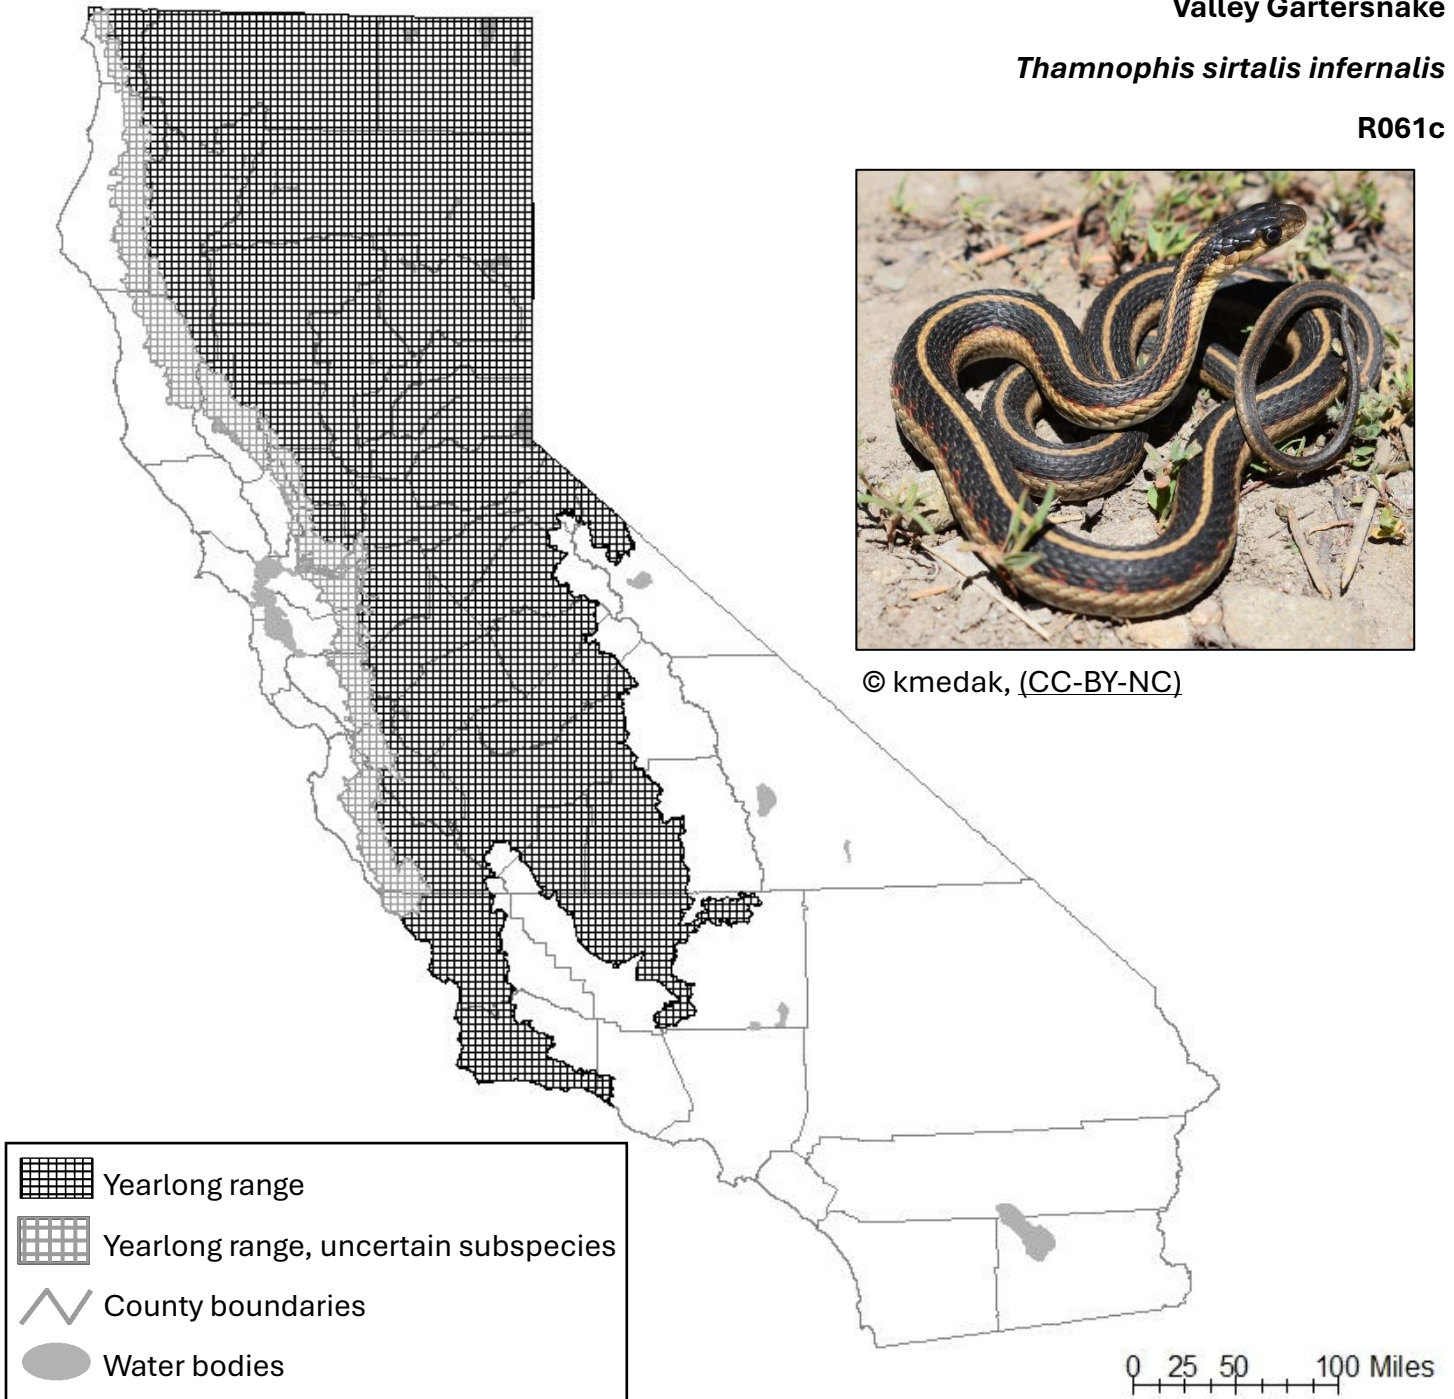 Valley Gartersnake
Thamnophis sirtalis infernalis
R061c
© kmedak, (CC-BY-NC)
Yearlong range
Yearlong range, uncertain subspecies
County boundaries
Water bodies
0 25 50 100 Miles